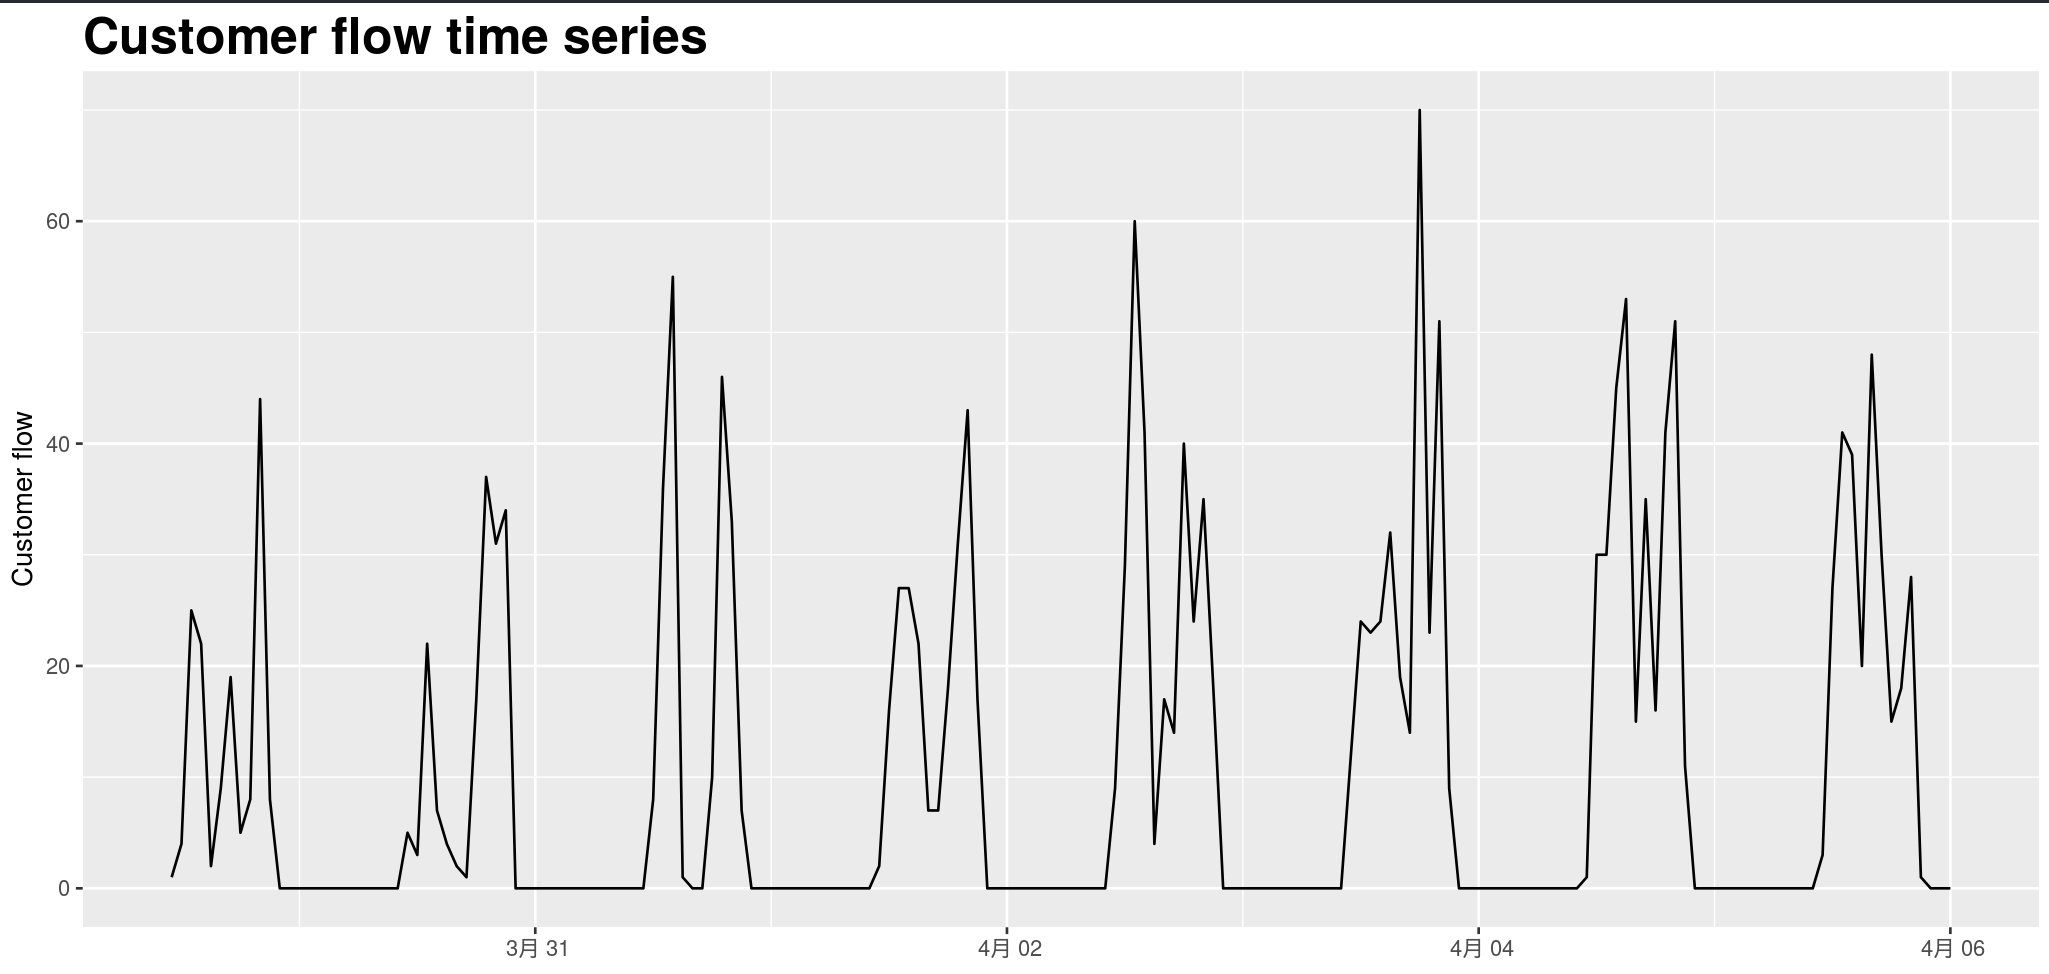 Customer flow time series
Customer flow
60
40
20
0
3月 31
4月 02
4月 04
4月 06